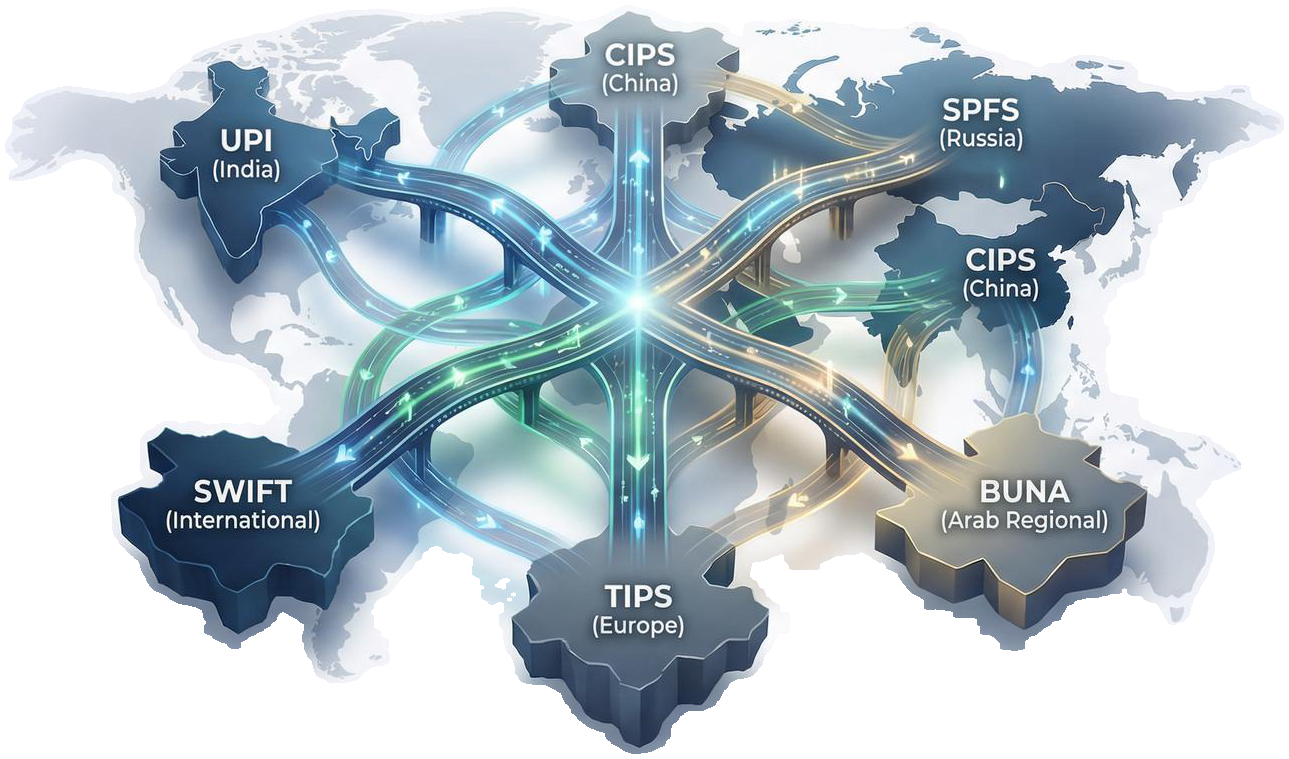 CIPS
(China)
UPI
(India)
SPFS
(Russia)
CIPS
(China)
SWIFT
(International)
BUNA
(Arab Regional)
TIPS
(Europe)